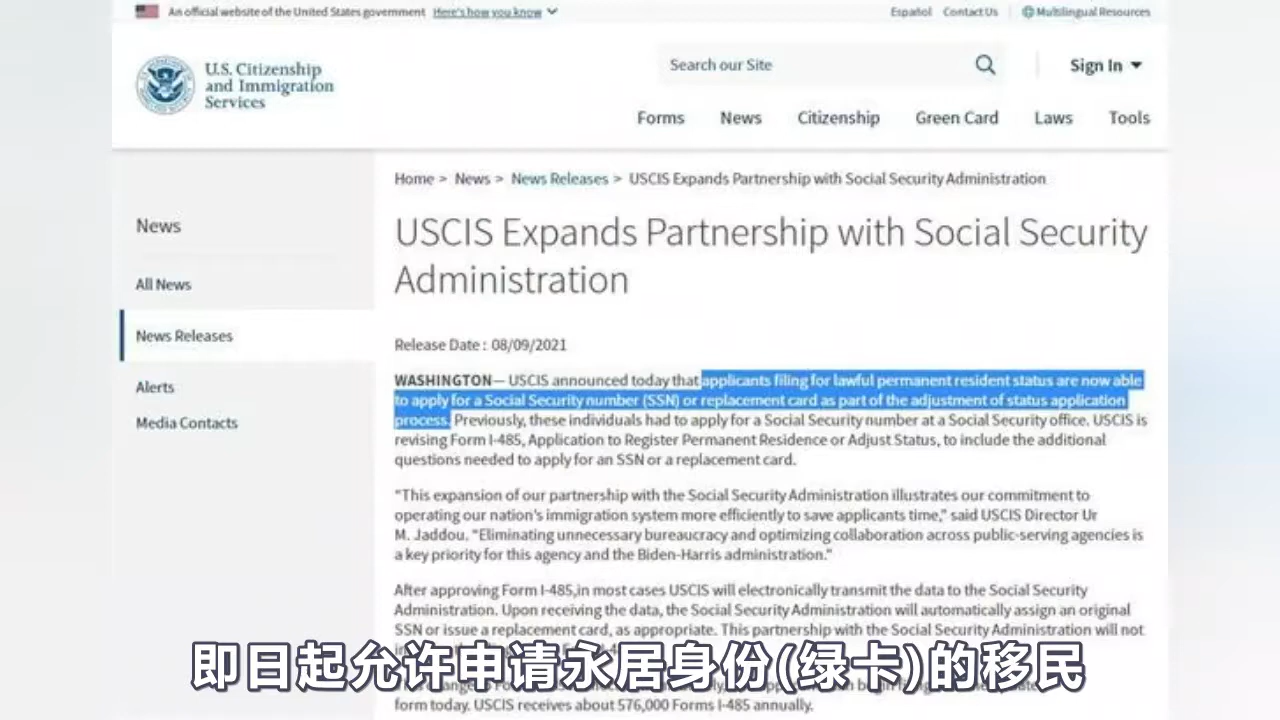 An official website of the United States government Here's how you know
Español Contact Us Multilingual Resources
U.S. Citizenship
and Immigration
Services
Search our Site
Sign In
Forms News Citizenship Green Card Laws Tools
Home > News > News Releases > USCIS Expands Partnership with Social Security Administration
News
All News
News Releases
Alerts
Media Contacts
USCIS Expands Partnership with Social Security
Administration
Release Date : 08/09/2021
WASHINGTON— USCIS announced today that applicants filing for lawful permanent resident status are now able
to apply for a Social Security number (SSN) or replacement card as part of the adjustment of status application
process. Previously, these individuals had to apply for a Social Security number at a Social Security office. USCIS is
revising Form I-485, Application to Register Permanent Residence or Adjust Status, to include the additional
questions needed to apply for an SSN or a replacement card.
“This expansion of our partnership with the Social Security Administration illustrates our commitment to
operating our nation’s immigration system more efficiently to save applicants time,” said USCIS Director Ur
M. Jaddou. “Eliminating unnecessary bureaucracy and optimizing collaboration across public-serving agencies is
a key priority for this agency and the Biden-Harris administration.”
After approving Form I-485,in most cases USCIS will electronically transmit the data to the Social Security
Administration. Upon receiving the data, the Social Security Administration will automatically assign an original
SSN or issue a replacement card, as appropriate. This partnership with the Social Security Administration will not
即日起允许申请永居身份(绿卡)的移民
form today. USCIS receives about 576,000 Forms I-485 annually.